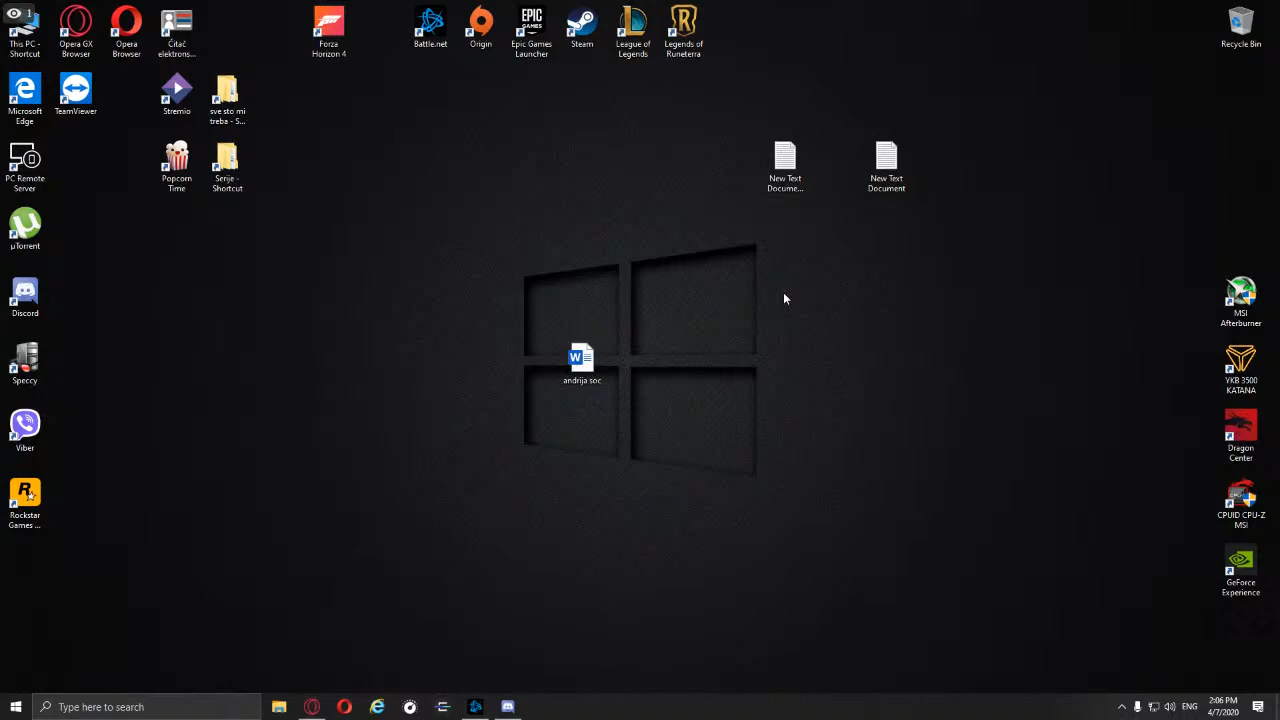 1
This PC -
Shortcut
Opera GX
Browser
Opera
Browser
Čitač
elektrons...
Forza
Horizon 4
Battle.net
Origin
EPIC
GAMES
Epic Games
Launcher
Steam
League of
Legends
Legends of
Runeterra
Recycle Bin
Microsoft
Edge
TeamViewer
Stremio
sve sto mi
treba - S...
PC Remote
Server
Popcorn
Time
Serije -
Shortcut
New Text
Docume...
New Text
Document
µTorrent
Discord
MSI
Afterburner
Speccy
W
andrija soc
YKB 3500
KATANA
Viber
Dragon
Center
R
Rockstar
Games ...
CPUID CPU-Z
MSI
GeForce
Experience
Type here to search
ENG
2:06 PM
4/7/2020